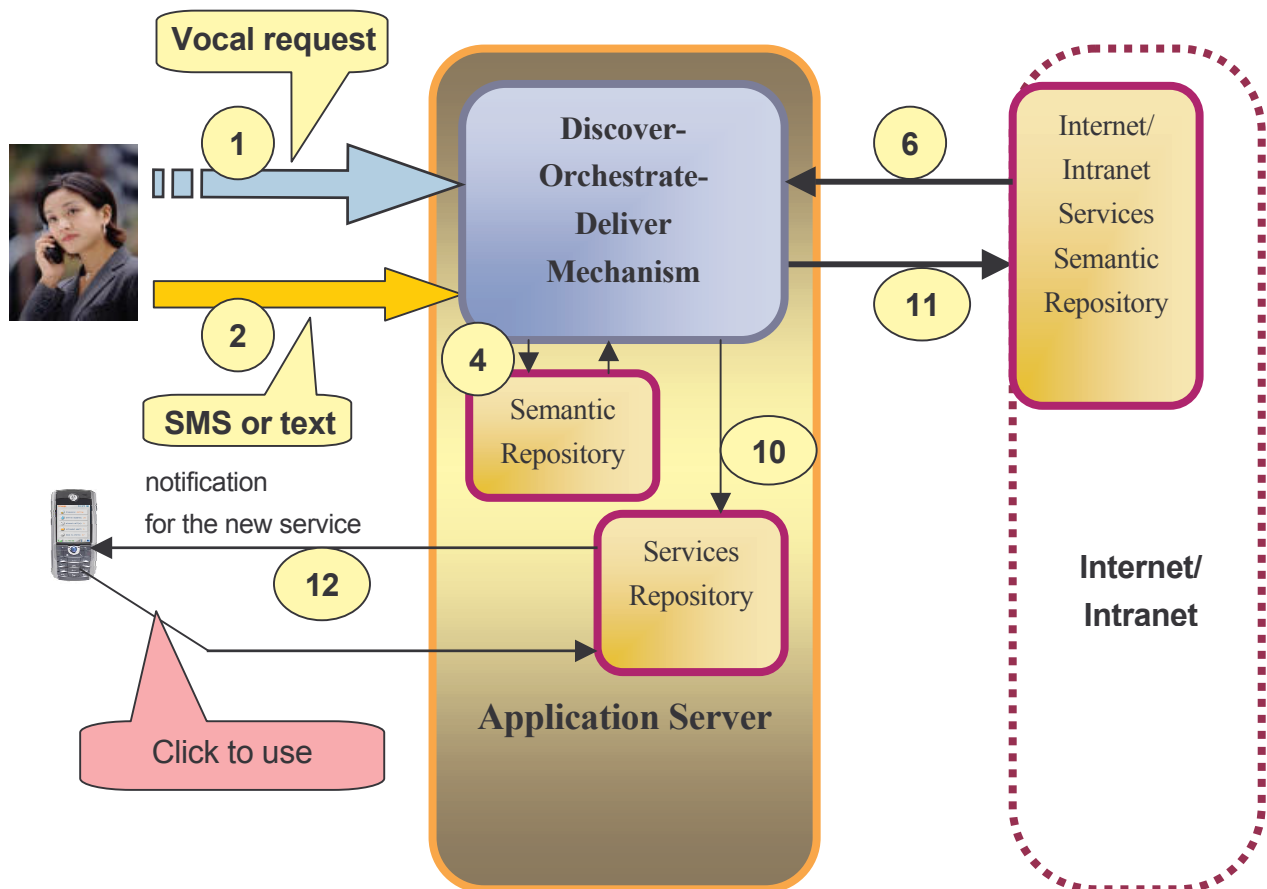 Vocal request
1
2
SMS or text
Discover-
Orchestrate-
Deliver
Mechanism
6
11
Internet/
Intranet
Services
Semantic
Repository
4
Semantic
Repository
10
notification
for the new service
12
Services
Repository
Internet/
Intranet
Application Server
Click to use